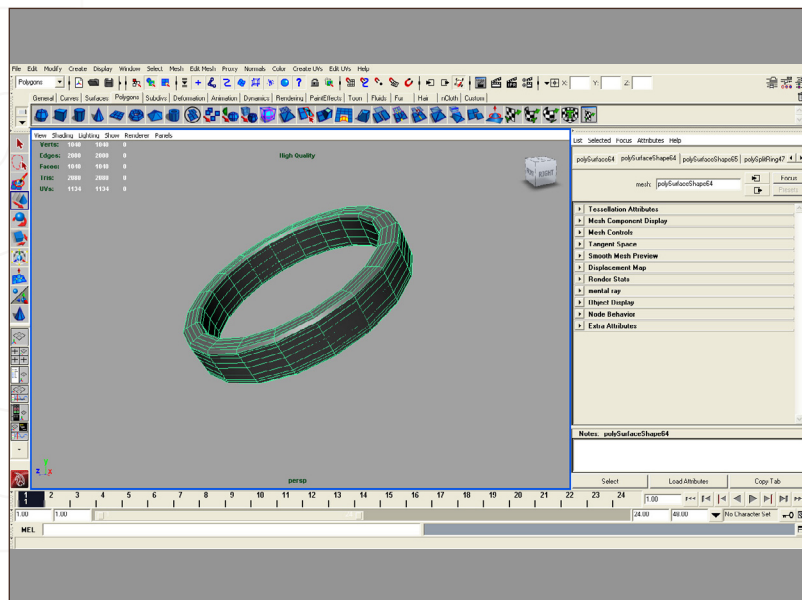 File Edit Modify Create Display Window Select Mesh Edit Mesh Proxy Normals Color Create UVs Edit UVs Help
Polygons X: Y: Z:
General Curves Surfaces Polygons Subdivs Deformation Animation Dynamics Rendering PaintEffects Toon Fluids Fur Hair nCloth Custom
View Shading Lighting Show Renderer Panels
Verts: 1040 1040 0
Edges: 2080 2080 0
Faces: 1040 1040 0
Tris: 2080 2080 0
UVs: 1134 1134 0
High Quality
RIGHT
persp
List Selected Focus Attributes Help
polySurface64 polySurfaceShape64 polySurfaceShape65 polySplitRing47
mesh: polySurfaceShape64
Focus
Presets
Tessellation Attributes
Mesh Component Display
Mesh Controls
Tangent Space
Smooth Mesh Preview
Displacement Map
Render Stats
mental ray
Object Display
Node Behavior
Extra Attributes
Notes: polySurfaceShape64
Select Load Attributes Copy Tab
1 2 3 4 5 6 7 8 9 10 11 12 13 14 15 16 17 18 19 20 21 22 23 24 1.00
1
1.00 1.00 24.00 48.00 No Character Set
MEL